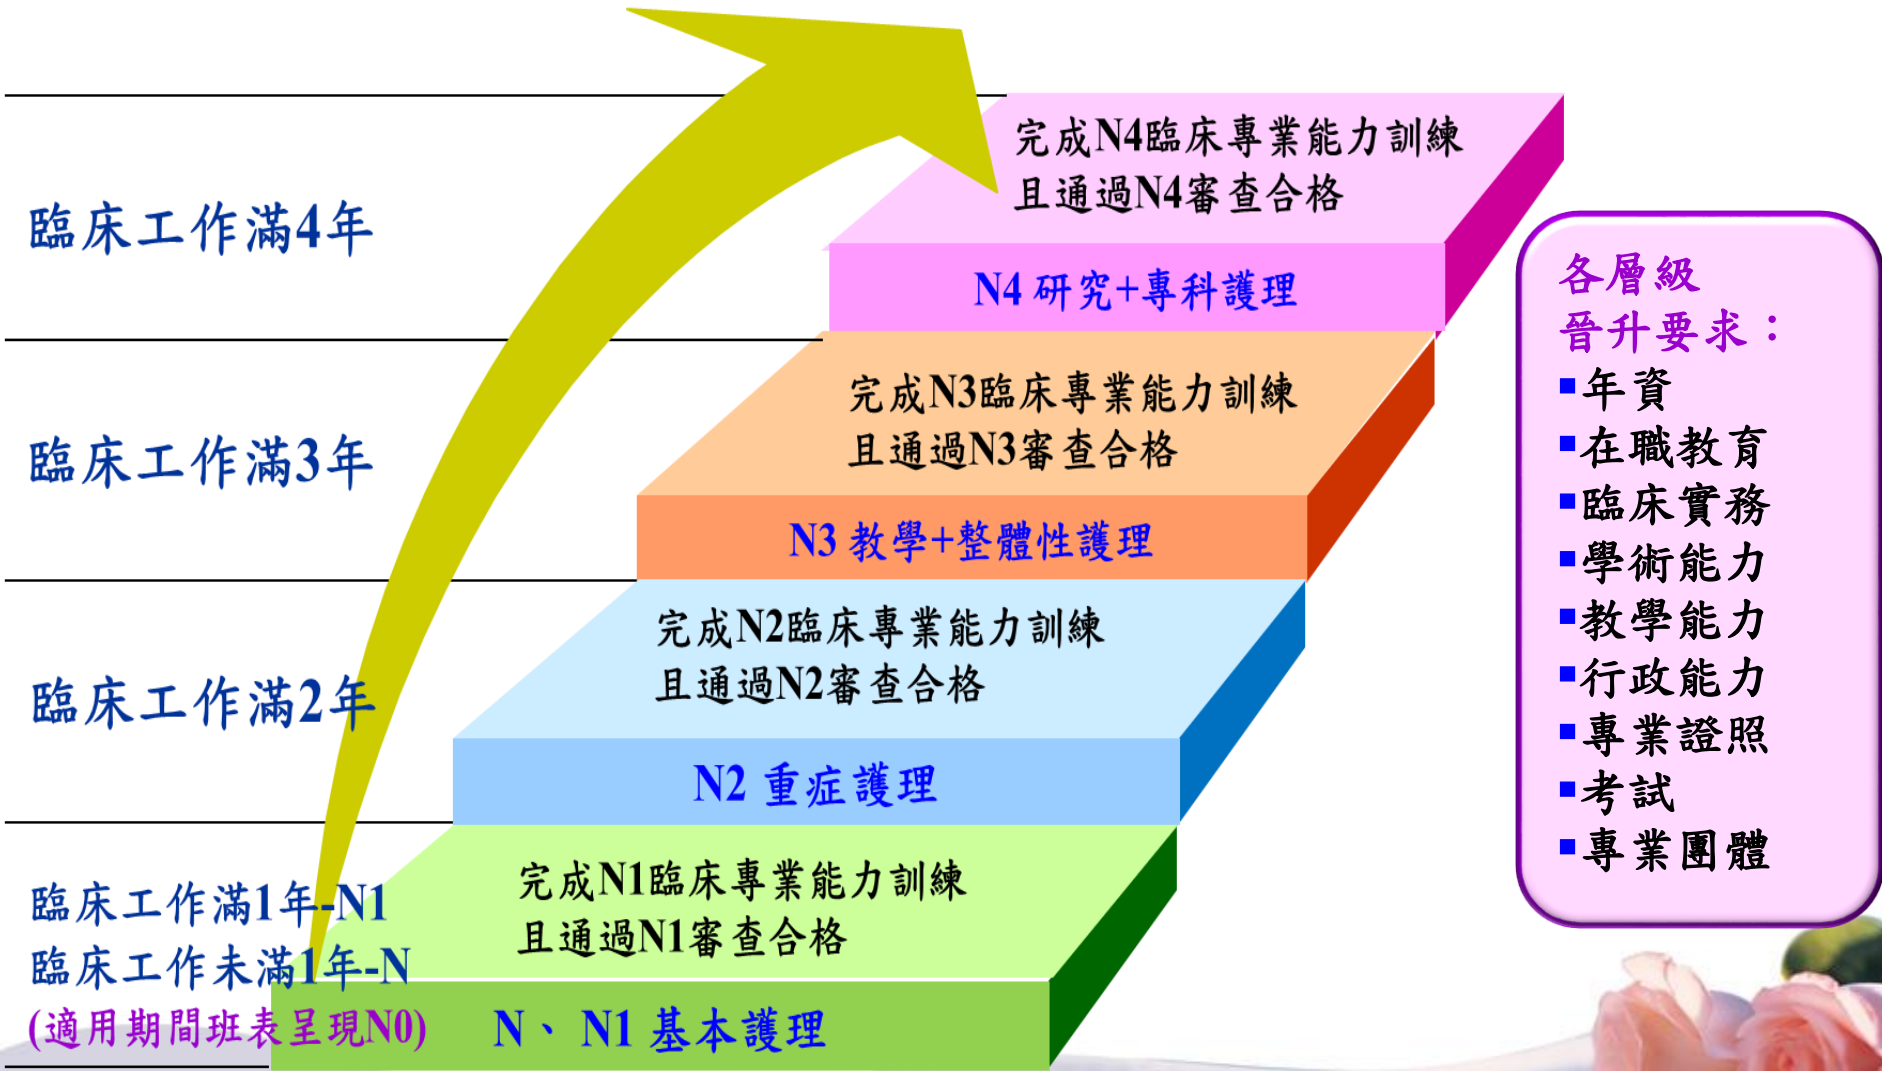 完成N4臨床專業能力訓練
且通過N4審查合格
臨床工作滿4年
N4 研究+專科護理
完成N3臨床專業能力訓練
且通過N3審查合格
臨床工作滿3年
N3 教學+整體性護理
完成N2臨床專業能力訓練
且通過N2審查合格
臨床工作滿2年
N2 重症護理
完成N1臨床專業能力訓練
且通過N1審查合格
臨床工作滿1年-N1
臨床工作未滿1年-N
(適用期間班表呈現N0)
N、 N1 基本護理
各層級
晉升要求：
▪年資
▪在職教育
▪臨床實務
▪學術能力
▪教學能力
▪行政能力
▪專業證照
▪考試
▪專業團體